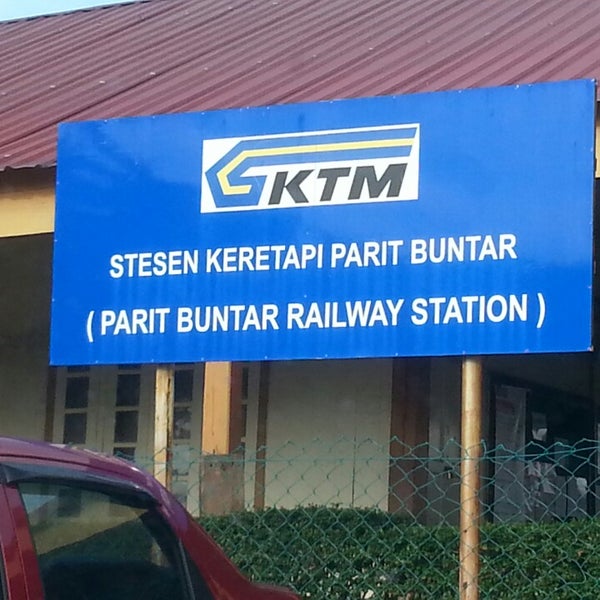 KTM
STESEN KERETAPI PARIT BUNTAR
( PARIT BUNTAR RAILWAY STATION )